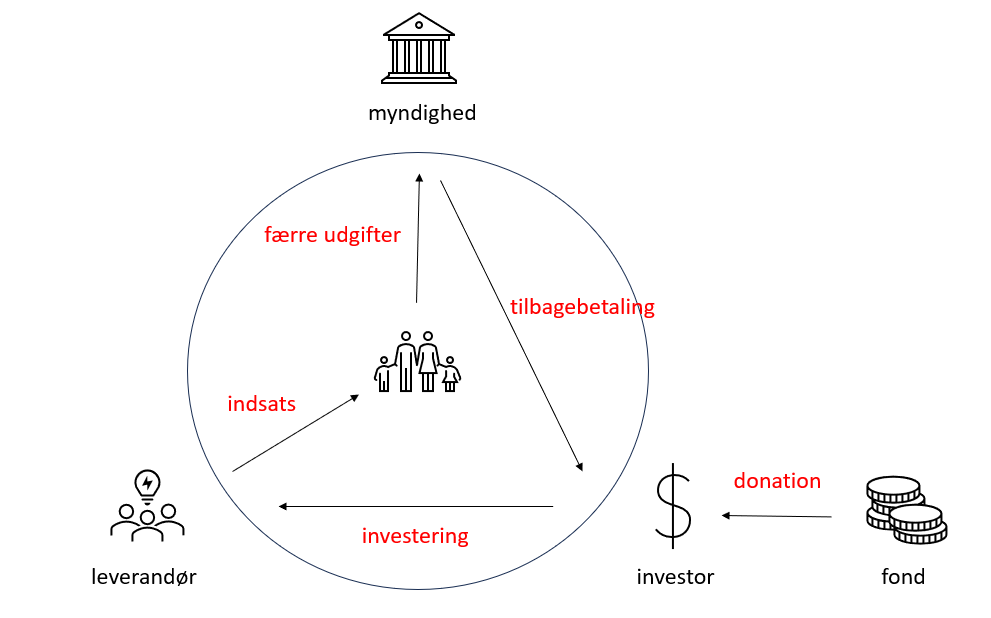 myndighed
færre udgifter
tilbagebetaling
indsats
donation
investering
leverandør
investor
fond